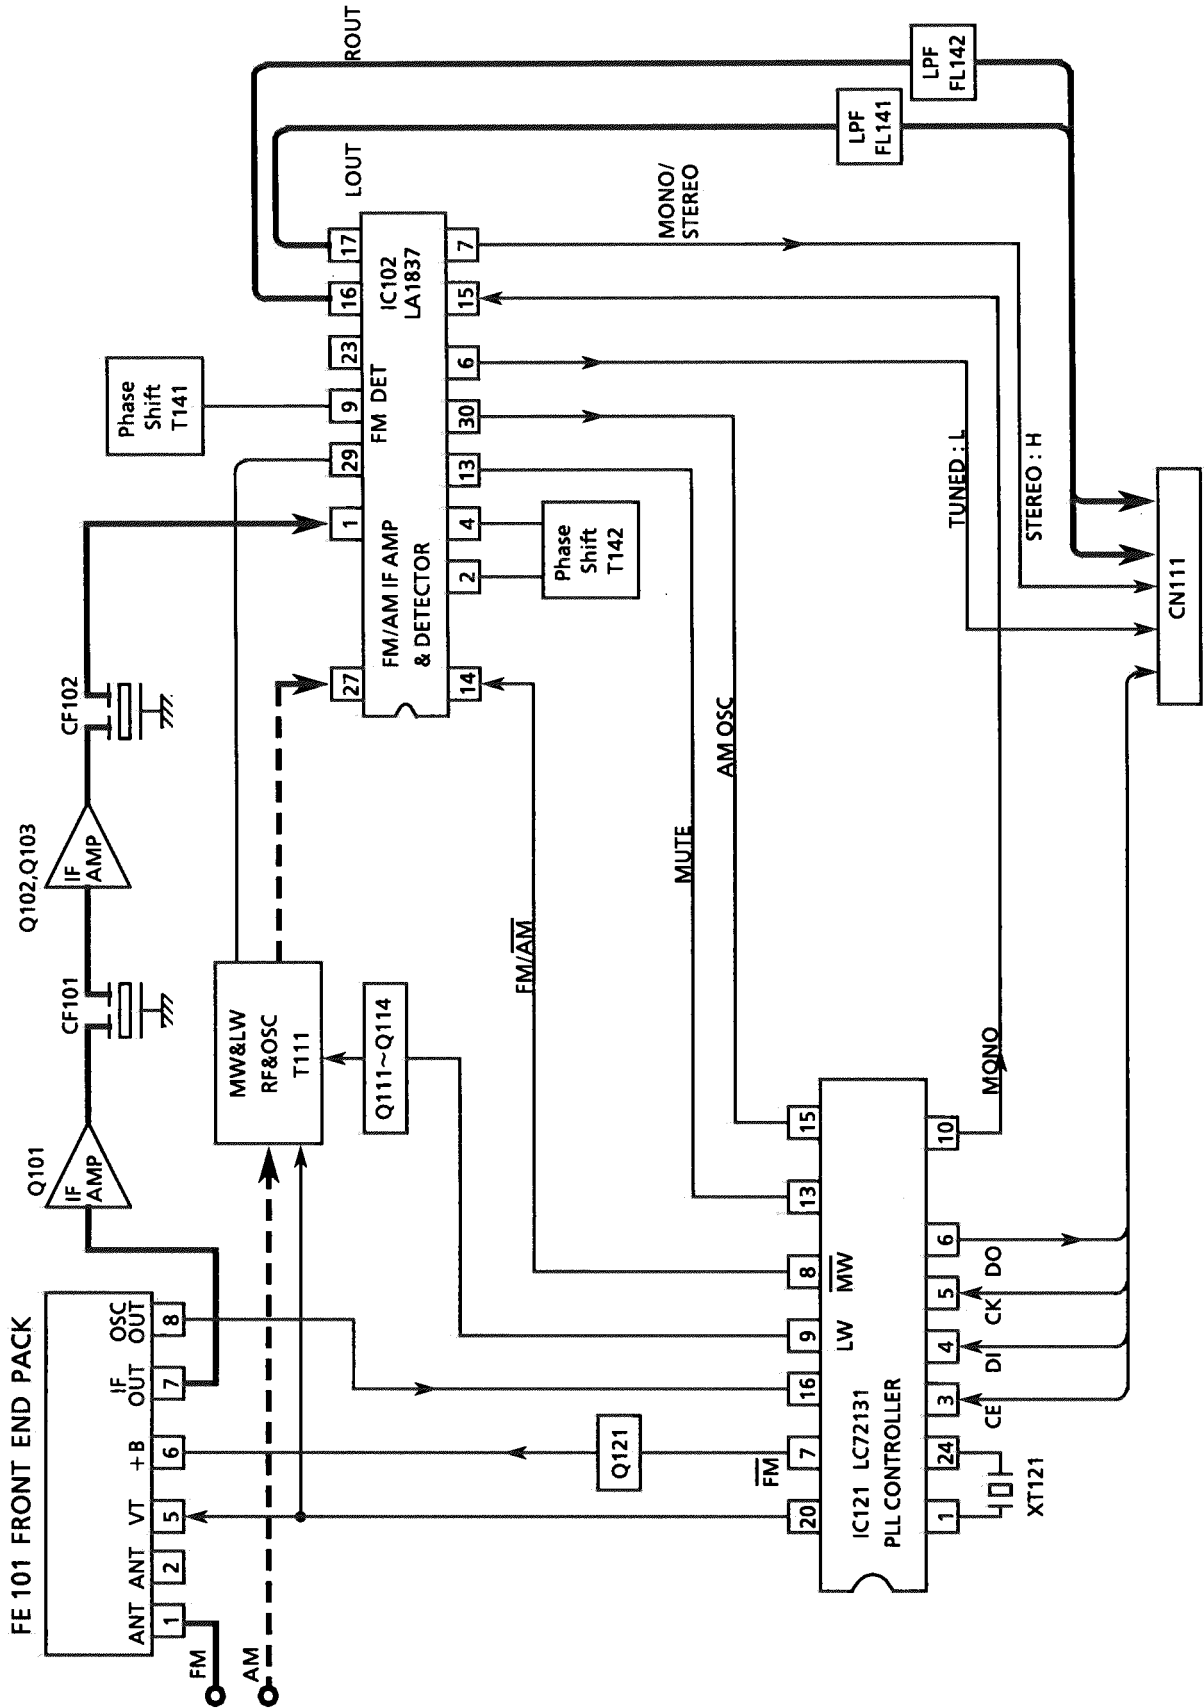 FE 101 FRONT END PACK
ANT
ANT
VT
+B
IF
OUT
OSC
OUT
1
2
5
6
7
8
FM
AM
Q101
IF
AMP
CF101
Q102,Q103
IF
AMP
CF102
MW&LW
RF&OSC
T111
Q111~Q114
Phase
Shift
T141
27
1
29
9
23
16
17
LOUT
ROUT
FM/AM IF AMP
& DETECTOR
FM DET
IC102
LA1837
14
2
4
13
30
6
15
7
Phase
Shift
T142
MONO/
STEREO
LPF
FL141
LPF
FL142
FM/AM
MUTE
AM OSC
TUNED : L
STEREO : H
MONO
Q121
FM
20
7
16
9
8
13
15
LW
MW
IC121 LC72131
PLL CONTROLLER
1
24
3
4
5
6
10
XT121
CE
DI
CK
DO
CN111